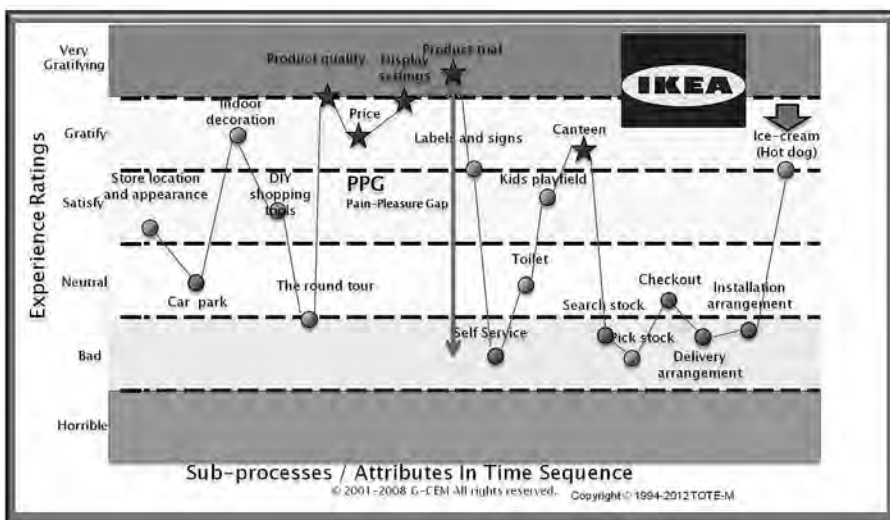 Very
Gratifying
Gratify
Satisfy
Neutral
Bad
Horrible
Experience Ratings
Store location
and appearance
Car park
Indoor
decoration
DIY
shopping
tools
The round tour
Product quality
Price
Display
settings
Product trial
PPG
Pain-Pleasure Gap
Labels and signs
Self Service
Toilet
Kids playfield
Canteen
Search stock
Pick stock
Checkout
Delivery
arrangement
Installation
arrangement
IKEA
Ice-cream
(Hot dog)
Sub-processes / Attributes In Time Sequence
© 2001-2008 G-CEM All rights reserved.
Copyright © 1994-2012 TOTE-M